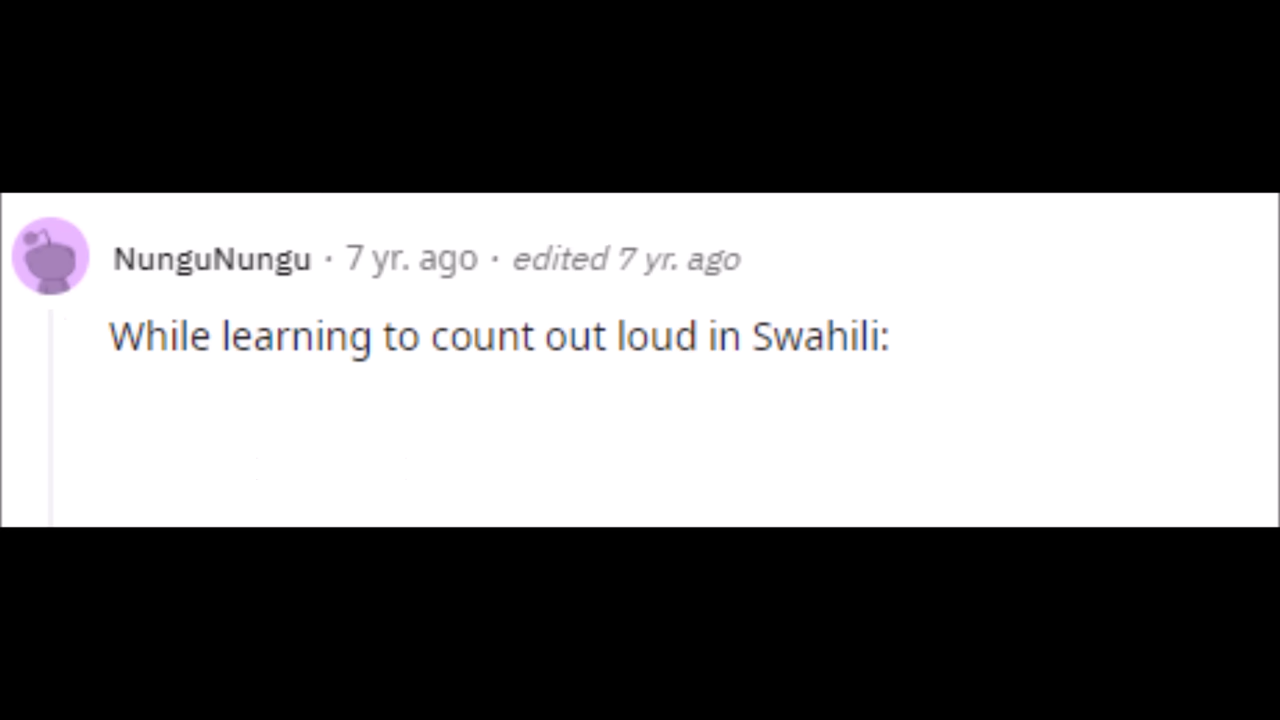 NunguNungu · 7 yr. ago · edited 7 yr. ago
While learning to count out loud in Swahili: